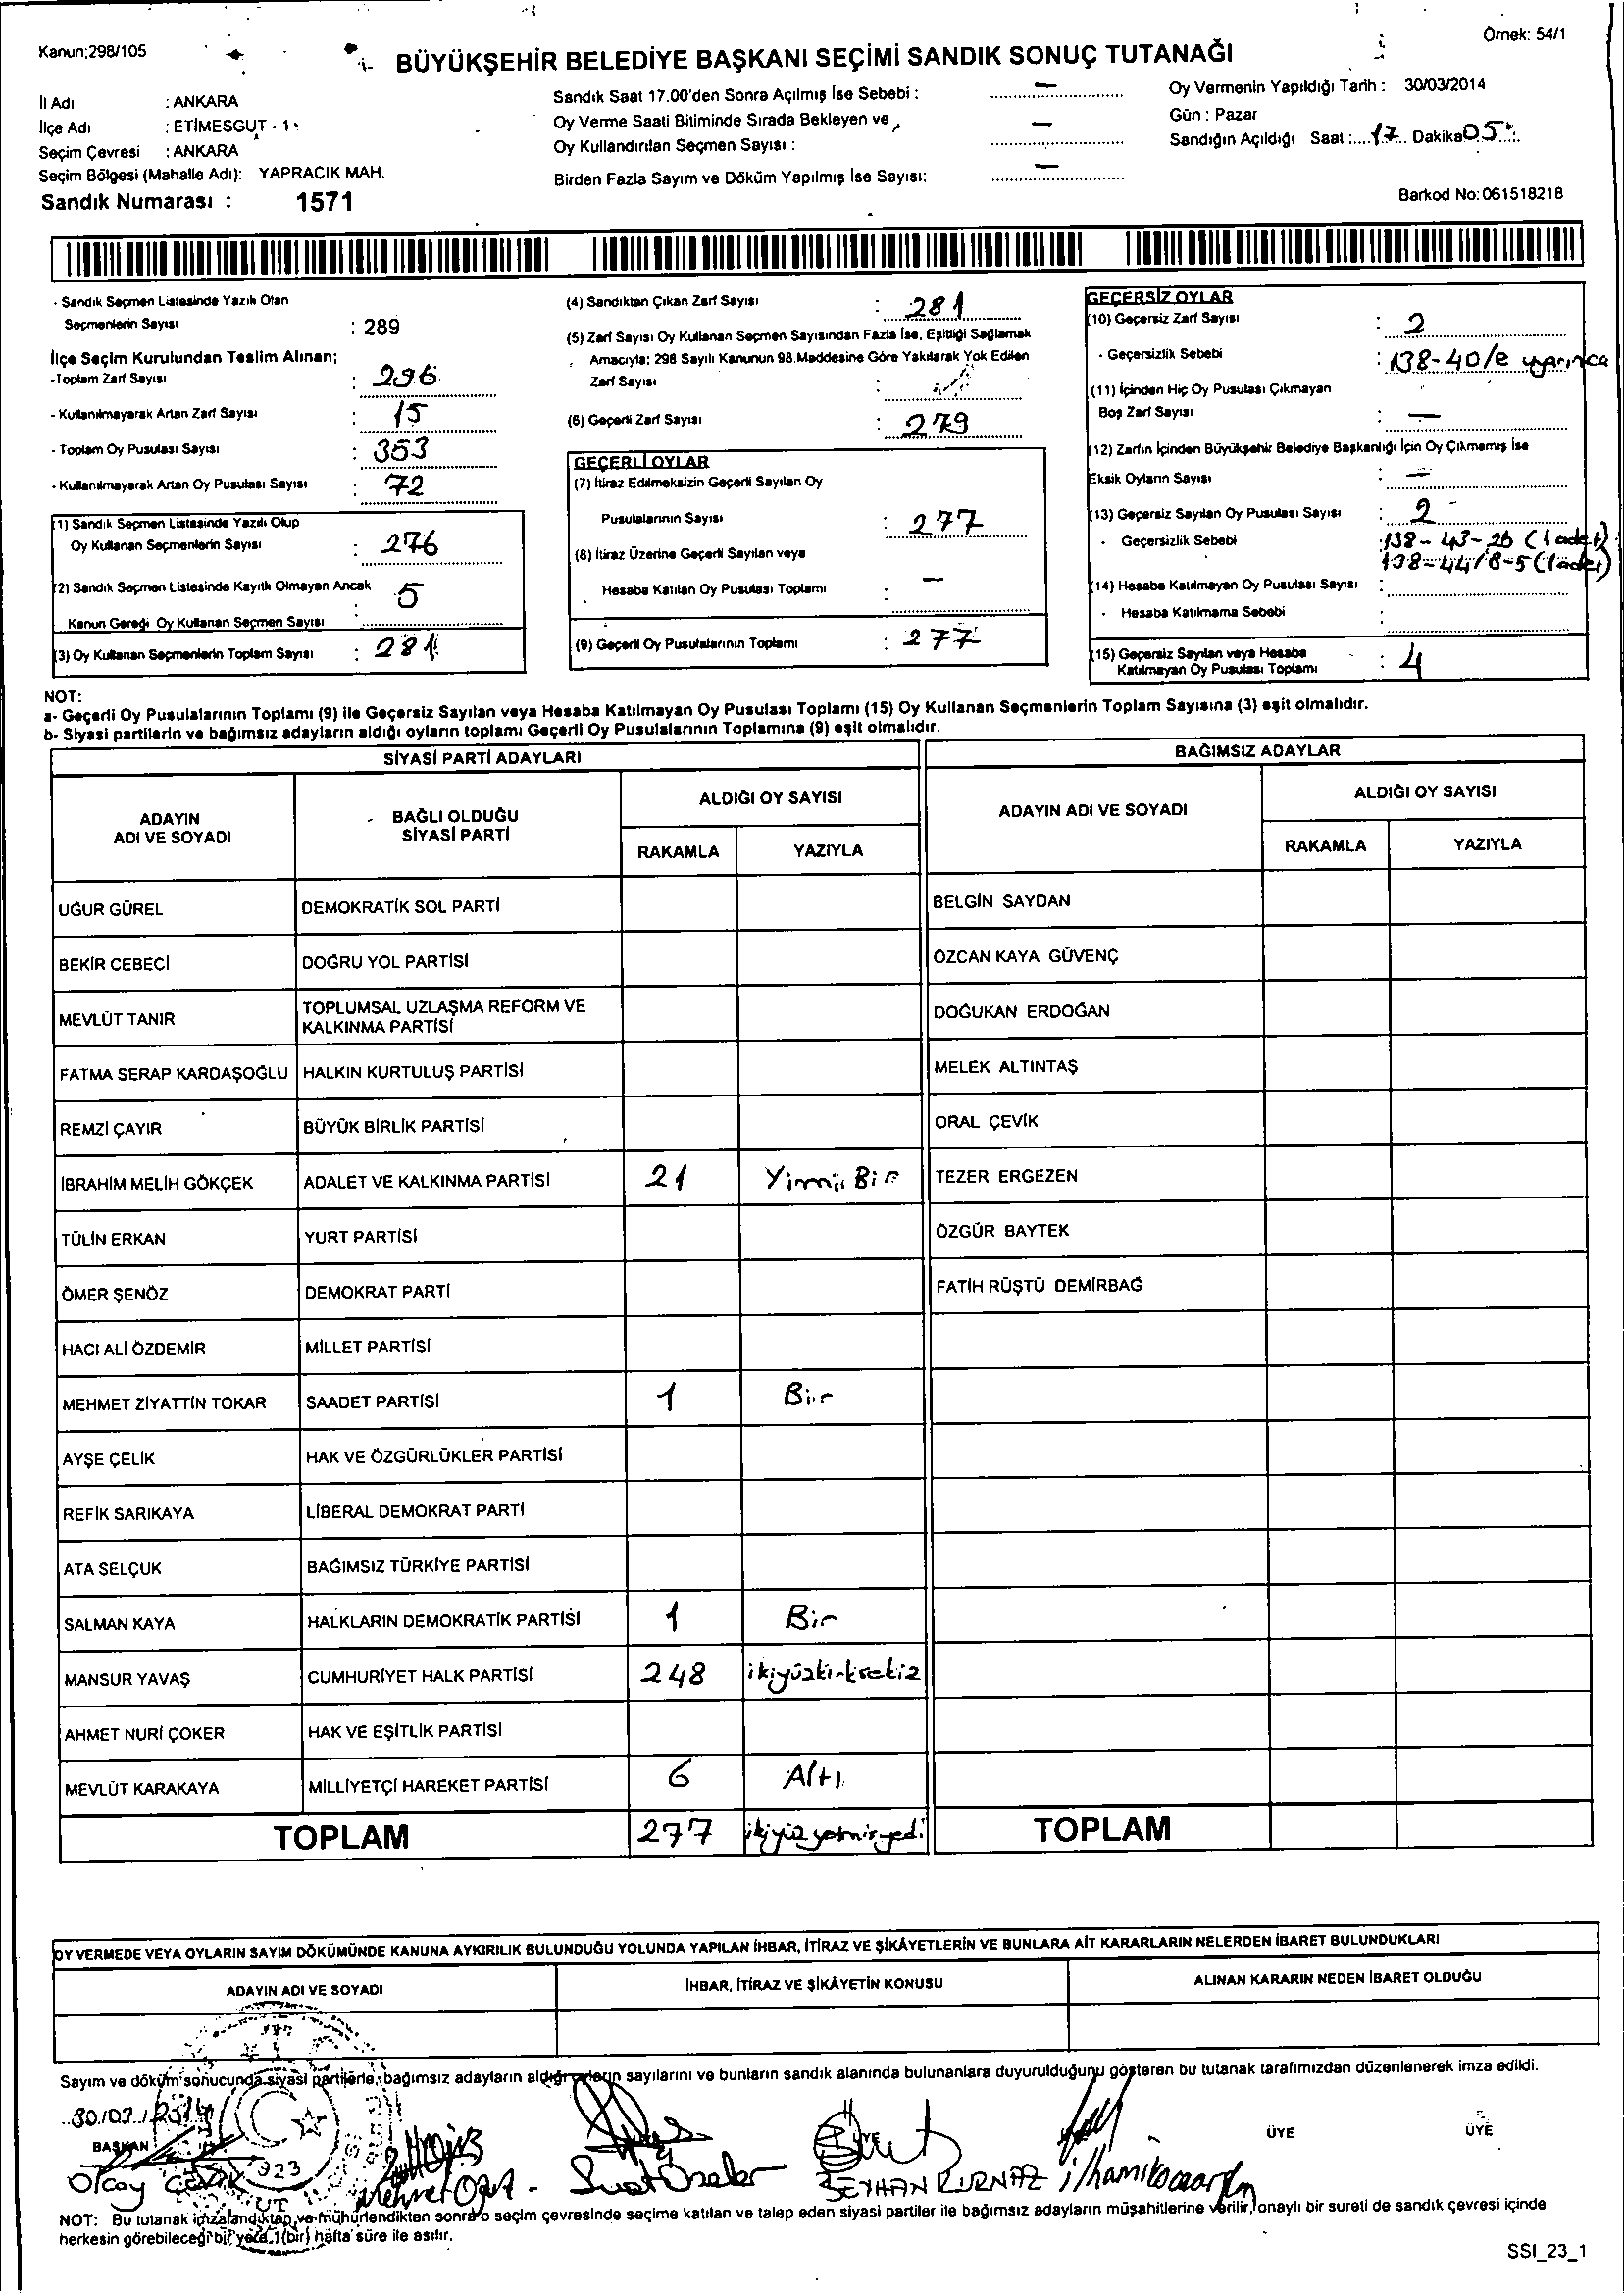 Kanun;298/105
Örnek: 54/1
BÜYÜKŞEHİR BELEDİYE BAŞKANI SEÇİMİ SANDIK SONUÇ TUTANAĞI
İl Adı : ANKARA
İlçe Adı : ETİMESGUT - 1
Seçim Çevresi : ANKARA
Seçim Bölgesi (Mahalle Adı): YAPRACIK MAH.
Sandık Numarası : 1571
Sandık Saat 17.00'den Sonra Açılmış İse Sebebi : —
Oy Verme Saati Bitiminde Sırada Bekleyen ve
Oy Kullandırılan Seçmen Sayısı : —
Birden Fazla Sayım ve Döküm Yapılmış İse Sayısı: —
Oy Vermenin Yapıldığı Tarih : 30/03/2014
Gün : Pazar
Sandığın Açıldığı Saat :....17... Dakika05
Barkod No:061518218
- Sandık Seçmen Listesinde Yazılı Olan
Seçmenlerin Sayısı : 289
İlçe Seçim Kurulundan Teslim Alınan;
-Toplam Zarf Sayısı : 296
- Kullanılmayarak Artan Zarf Sayısı : 15
- Toplam Oy Pusulası Sayısı : 353
- Kullanılmayarak Artan Oy Pusulası Sayısı : 72
(1) Sandık Seçmen Listesinde Yazılı Olup
Oy Kullanan Seçmenlerin Sayısı : 276
(2) Sandık Seçmen Listesinde Kayıtlı Olmayan Ancak
Kanun Gereği Oy Kullanan Seçmen Sayısı : 5
(3) Oy Kullanan Seçmenlerin Toplam Sayısı : 281
(4) Sandıktan Çıkan Zarf Sayısı : 281
(5) Zarf Sayısı Oy Kullanan Seçmen Sayısından Fazla İse, Eşitliği Sağlamak
Amacıyla; 298 Sayılı Kanunun 98.Maddesine Göre Yakılarak Yok Edilen
Zarf Sayısı :
(6) Geçerli Zarf Sayısı : 279
GEÇERLİ OYLAR
(7) İtiraz Edilmeksizin Geçerli Sayılan Oy
Pusulalarının Sayısı : 277
(8) İtiraz Üzerine Geçerli Sayılan veya
Hesaba Katılan Oy Pusulası Toplamı : —
(9) Geçerli Oy Pusulalarının Toplamı : 277
GEÇERSİZ OYLAR
(10) Geçersiz Zarf Sayısı : 2
- Geçersizlik Sebebi : 138-40/e uyarınca
(11) İçinden Hiç Oy Pusulası Çıkmayan
Boş Zarf Sayısı : —
(12) Zarfın İçinden Büyükşehir Belediye Başkanlığı İçin Oy Çıkmamış İse
Eksik Oyların Sayısı : —
(13) Geçersiz Sayılan Oy Pusulası Sayısı : 2
- Geçersizlik Sebebi :138-43-2b (1 adet)
138-44/8-5 (1 adet)
(14) Hesaba Katılmayan Oy Pusulası Sayısı :
- Hesaba Katılmama Sebebi :
(15) Geçersiz Sayılan veya Hesaba
Katılmayan Oy Pusulası Toplamı : 4
NOT:
a- Geçerli Oy Pusulalarının Toplamı (9) ile Geçersiz Sayılan veya Hesaba Katılmayan Oy Pusulası Toplamı (15) Oy Kullanan Seçmenlerin Toplam Sayısına (3) eşit olmalıdır.
b- Siyasi partilerin ve bağımsız adayların aldığı oyların toplamı Geçerli Oy Pusulalarının Toplamına (9) eşit olmalıdır.
SİYASİ PARTİ ADAYLARI
BAĞIMSIZ ADAYLAR
ADAYIN
ADI VE SOYADI
BAĞLI OLDUĞU
SİYASİ PARTİ
ALDIĞI OY SAYISI
RAKAMLA YAZIYLA
ADAYIN ADI VE SOYADI
ALDIĞI OY SAYISI
RAKAMLA YAZIYLA
UĞUR GÜREL DEMOKRATİK SOL PARTİ BELGİN SAYDAN
BEKİR CEBECİ DOĞRU YOL PARTİSİ ÖZCAN KAYA GÜVENÇ
MEVLÜT TANIR TOPLUMSAL UZLAŞMA REFORM VE
KALKINMA PARTİSİ DOĞUKAN ERDOĞAN
FATMA SERAP KARDAŞOĞLU HALKIN KURTULUŞ PARTİSİ MELEK ALTINTAŞ
REMZİ ÇAYIR BÜYÜK BİRLİK PARTİSİ ORAL ÇEVİK
İBRAHİM MELİH GÖKÇEK ADALET VE KALKINMA PARTİSİ 21 Yirmi Bir TEZER ERGEZEN
TÜLİN ERKAN YURT PARTİSİ ÖZGÜR BAYTEK
ÖMER ŞENÖZ DEMOKRAT PARTİ FATİH RÜŞTÜ DEMİRBAĞ
HACI ALİ ÖZDEMİR MİLLET PARTİSİ
MEHMET ZİYATTİN TOKAR SAADET PARTİSİ 1 Bir
AYŞE ÇELİK HAK VE ÖZGÜRLÜKLER PARTİSİ
REFİK SARIKAYA LİBERAL DEMOKRAT PARTİ
ATA SELÇUK BAĞIMSIZ TÜRKİYE PARTİSİ
SALMAN KAYA HALKLARIN DEMOKRATİK PARTİSİ 1 Bir
MANSUR YAVAŞ CUMHURİYET HALK PARTİSİ 248 ikiyüzkırksekiz
AHMET NURİ ÇOKER HAK VE EŞİTLİK PARTİSİ
MEVLÜT KARAKAYA MİLLİYETÇİ HAREKET PARTİSİ 6 Altı
TOPLAM 277 ikiyüzyetmişyedi TOPLAM
OY VERMEDE VEYA OYLARIN SAYIM DÖKÜMÜNDE KANUNA AYKIRILIK BULUNDUĞU YOLUNDA YAPILAN İHBAR, İTİRAZ VE ŞİKÂYETLERİN VE BUNLARA AİT KARARLARIN NELERDEN İBARET BULUNDUKLARI
ADAYIN ADI VE SOYADI İHBAR, İTİRAZ VE ŞİKÂYETİN KONUSU ALINAN KARARIN NEDEN İBARET OLDUĞU
Sayım ve döküm sonucunda siyasi partilerle, bağımsız adayların aldığı oyların sayılarını ve bunların sandık alanında bulunanlara duyurulduğunu gösteren bu tutanak tarafımızdan düzenlenerek imza edildi.
30/03/2014
BAŞKAN ÜYE ÜYE ÜYE
Olcay Mehmet Suat Özeler BEYHAN KURNAZ
NOT: Bu tutanak imzalandıktan ve mühürlendikten sonra o seçim çevresinde seçime katılan ve talep eden siyasi partiler ile bağımsız adayların müşahitlerine verilir, onaylı bir sureti de sandık çevresi içinde
herkesin görebileceği bir yerde 1(bir) hafta süre ile asılır.
SSI_23_1